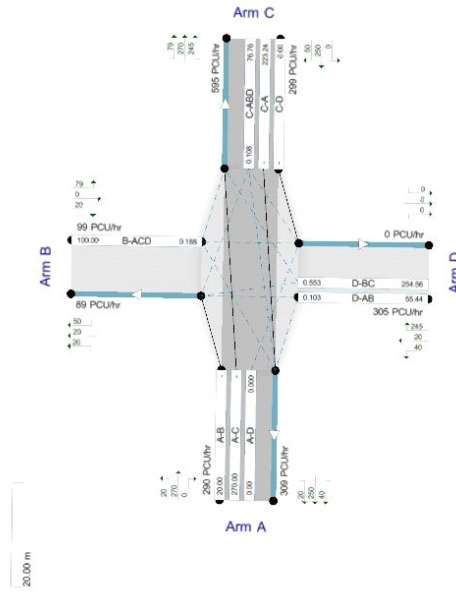 Arm C
79
270
245
595 PCU/hr
C-ABD
76.76
0.108
C-A
223.24
-
C-D
0.00
-
299 PCU/hr
50
250
0
79
0
20
99 PCU/hr
100.00
B-ACD
0.188
Arm B
89 PCU/hr
50
20
20
0
0
0
0 PCU/hr
Arm D
0.553
D-BC
254.56
0.103
D-AB
55.44
305 PCU/hr
245
20
40
20
270
0
290 PCU/hr
A-B
20.00
-
A-C
270.00
-
A-D
0.00
0.000
309 PCU/hr
20
250
40
Arm A
20.00 m